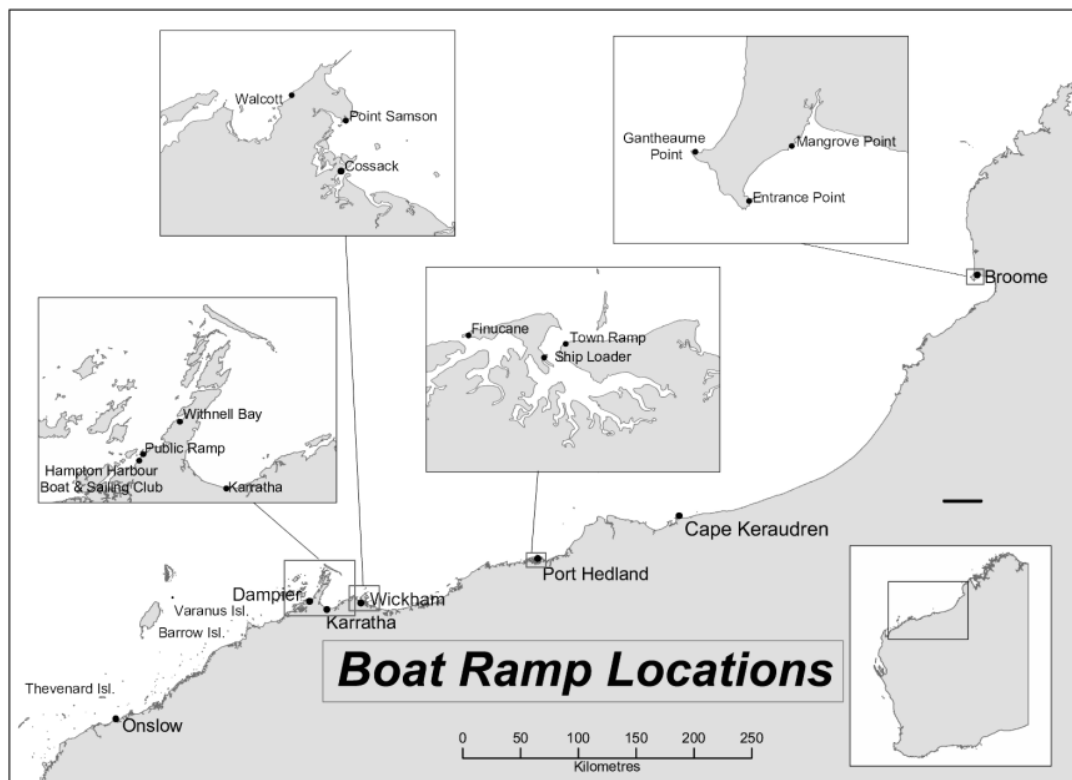 Walcott
Point Samson
Cossack
Gantheaume
Point
Mangrove Point
Entrance Point
Broome
Finucane
Town Ramp
Ship Loader
Withnell Bay
Public Ramp
Hampton Harbour
Boat & Sailing Club
Karratha
Cape Keraudren
Port Hedland
Dampier
Wickham
Karratha
Varanus Isl.
Barrow Isl.
Thevenard Isl.
Onslow
Boat Ramp Locations
0 50 100 150 200 250
Kilometres